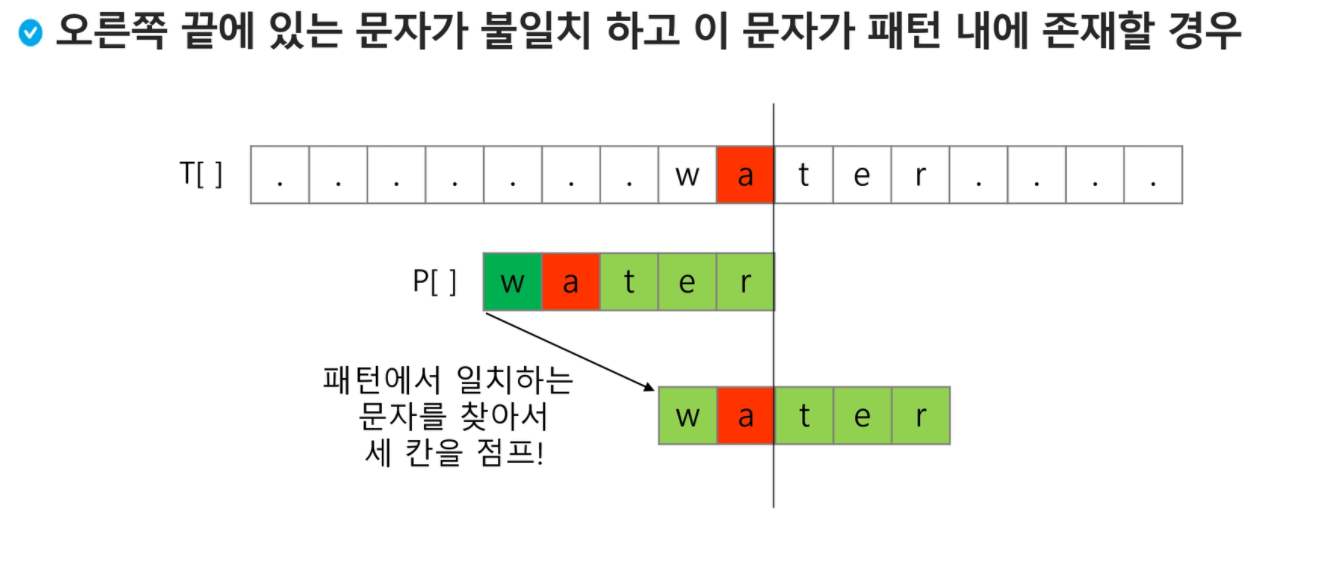 오른쪽 끝에 있는 문자가 불일치 하고 이 문자가 패턴 내에 존재할 경우
T[ ] . . . . . . . w a t e r . . . .
P[ ] w a t e r
패턴에서 일치하는
문자를 찾아서
세 칸을 점프!
w a t e r